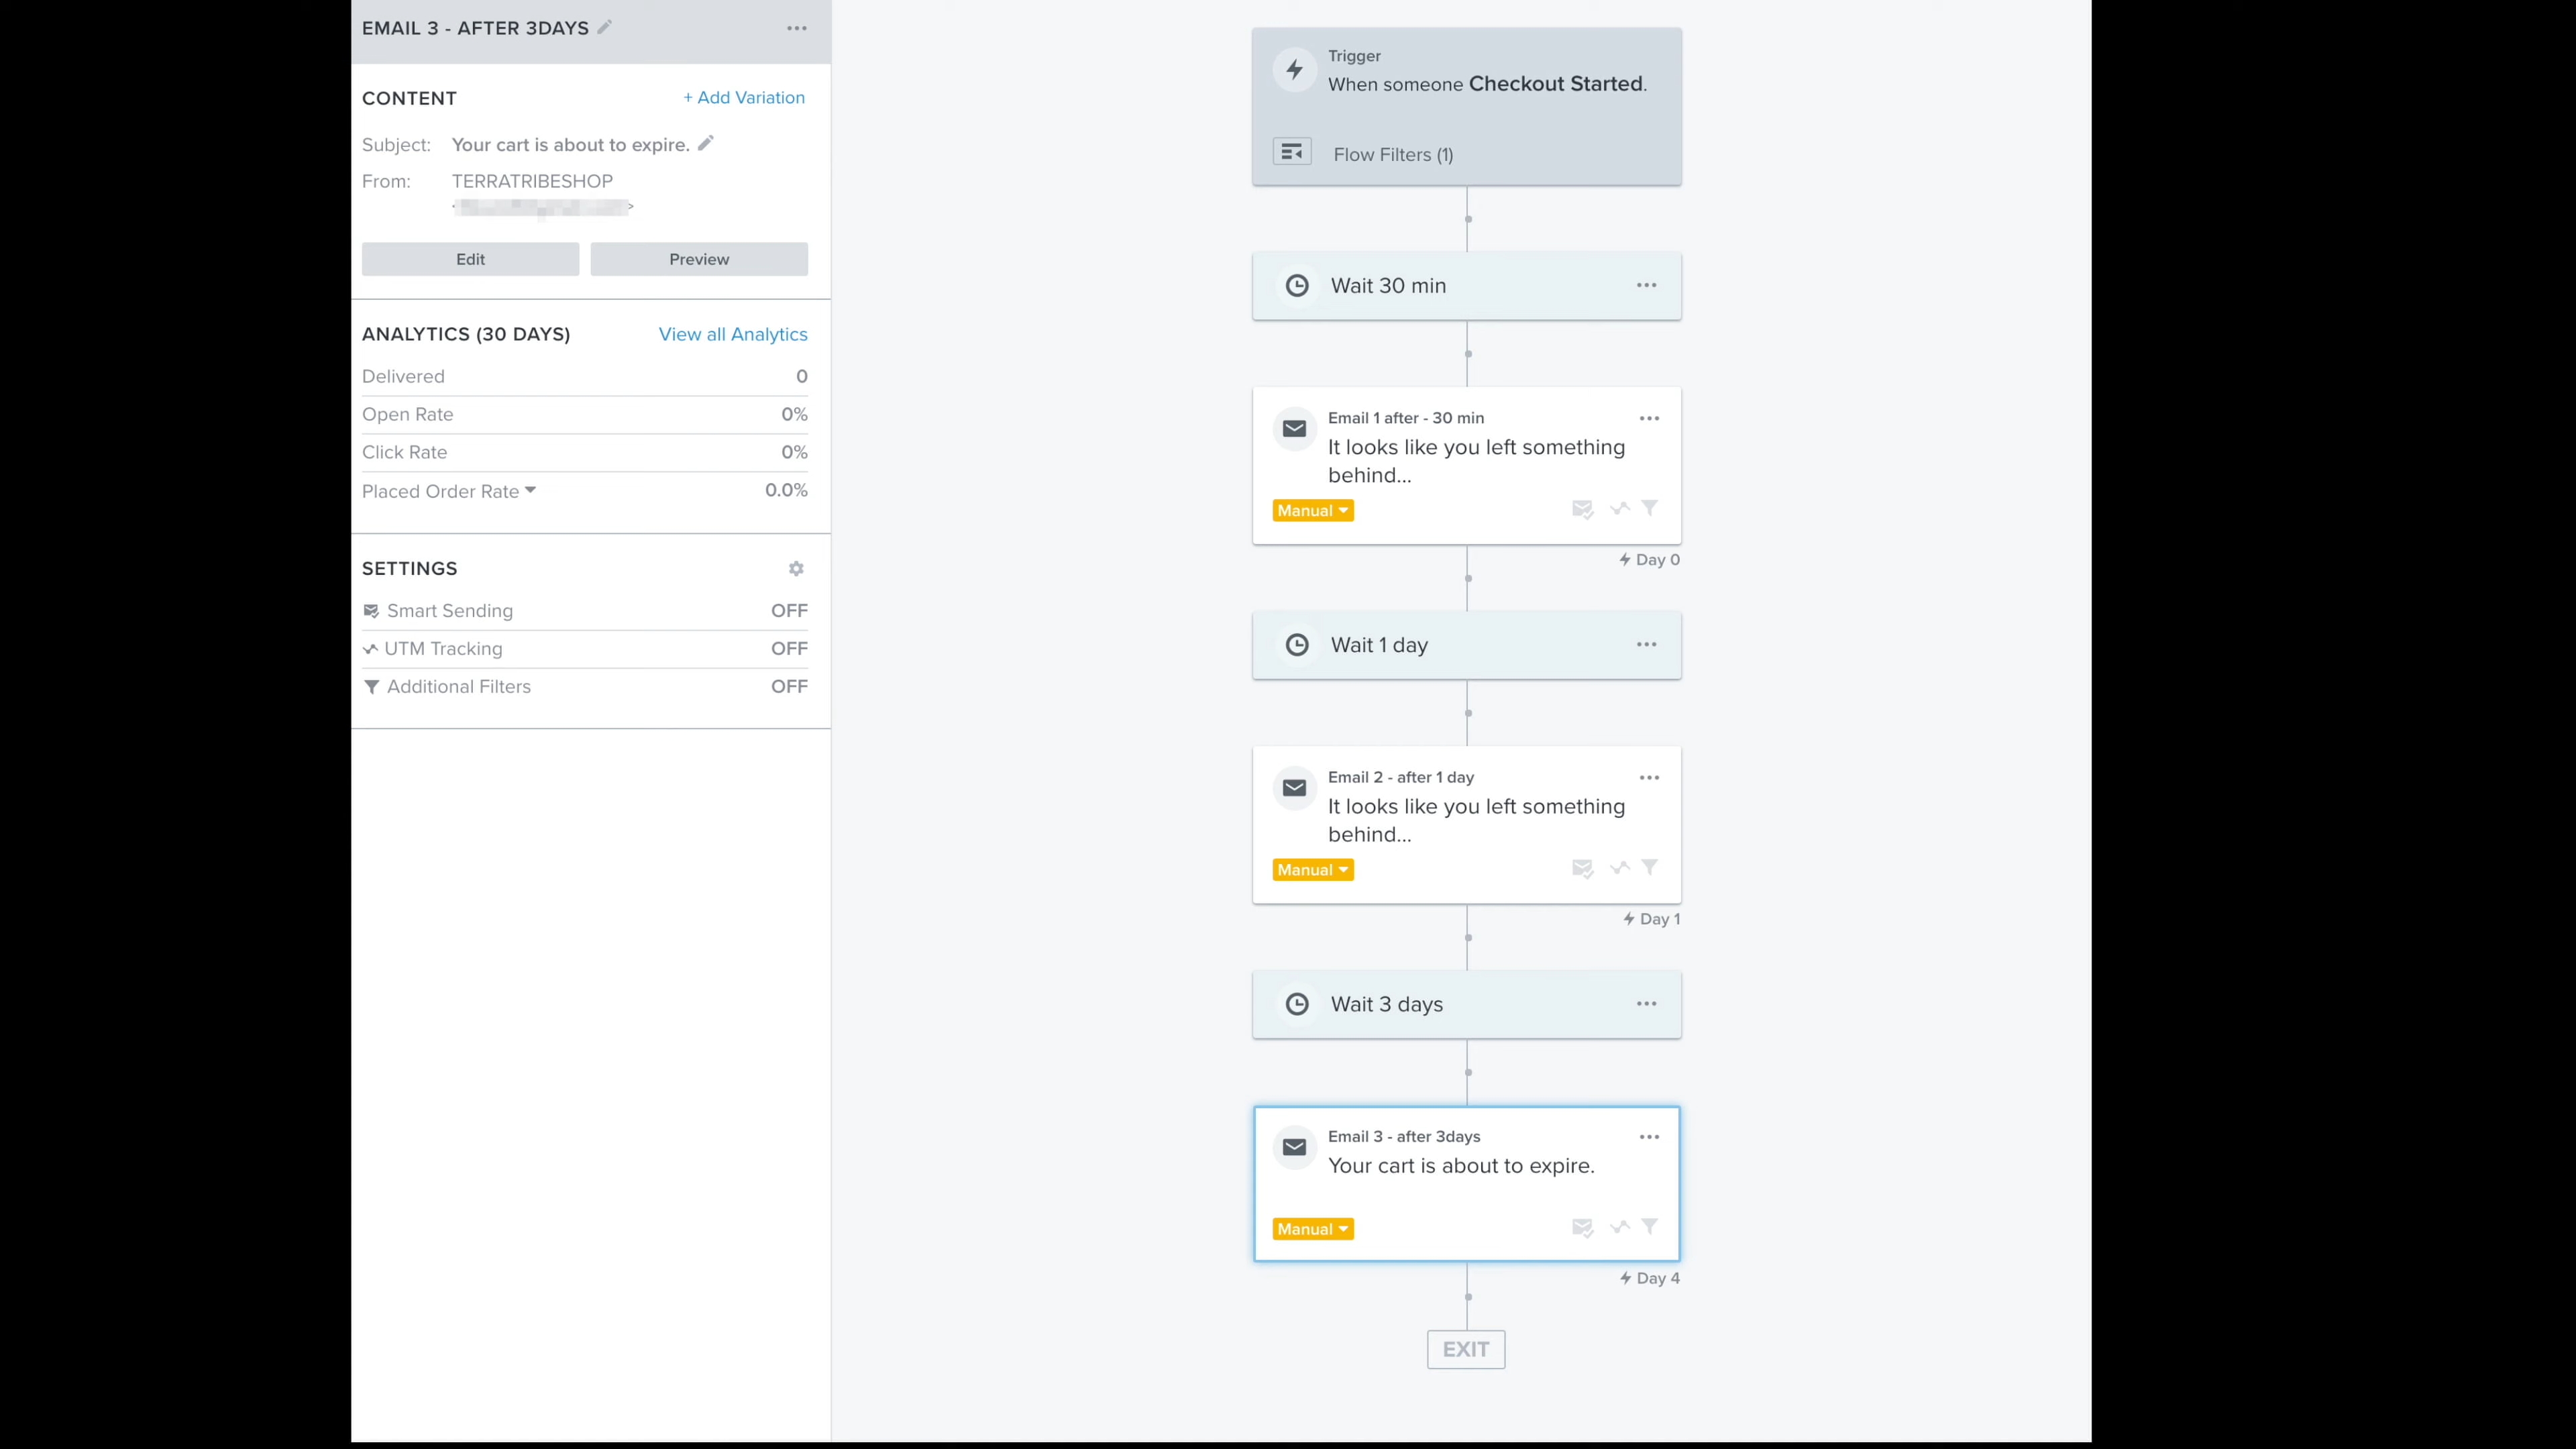 EMAIL 3 - AFTER 3DAYS
CONTENT
+ Add Variation
Subject: Your cart is about to expire.
From: TERRATRIBESHOP
Edit
Preview
ANALYTICS (30 DAYS)
View all Analytics
Delivered 0
Open Rate 0%
Click Rate 0%
Placed Order Rate 0.0%
SETTINGS
Smart Sending OFF
UTM Tracking OFF
Additional Filters OFF
Trigger
When someone Checkout Started.
Flow Filters (1)
Wait 30 min
Email 1 after - 30 min
It looks like you left something
behind...
Manual
Day 0
Wait 1 day
Email 2 - after 1 day
It looks like you left something
behind...
Manual
Day 1
Wait 3 days
Email 3 - after 3days
Your cart is about to expire.
Manual
Day 4
EXIT